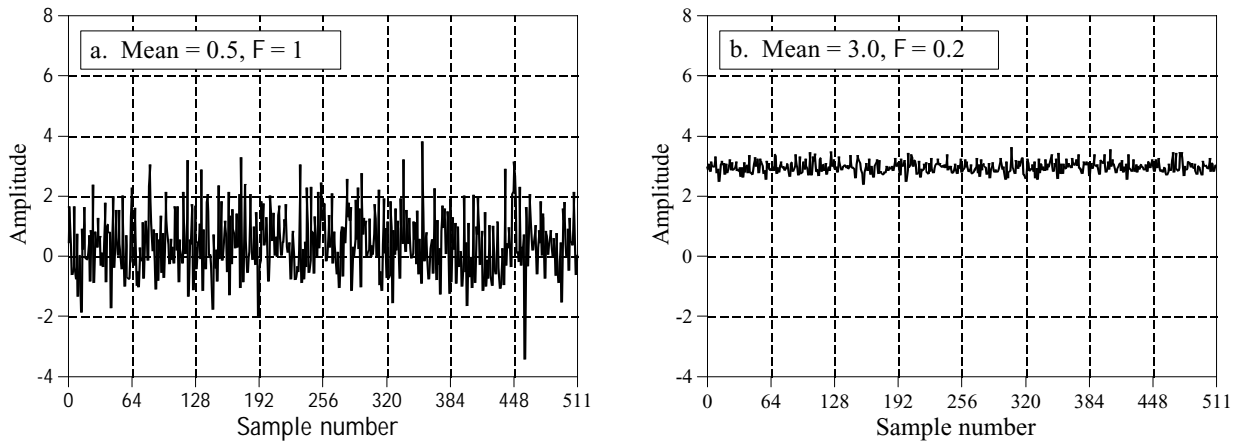 a. Mean = 0.5, F = 1
Amplitude
8
6
4
2
0
-2
-4
0 64 128 192 256 320 384 448 511
Sample number
b. Mean = 3.0, F = 0.2
Amplitude
8
6
4
2
0
-2
-4
0 64 128 192 256 320 384 448 511
Sample number